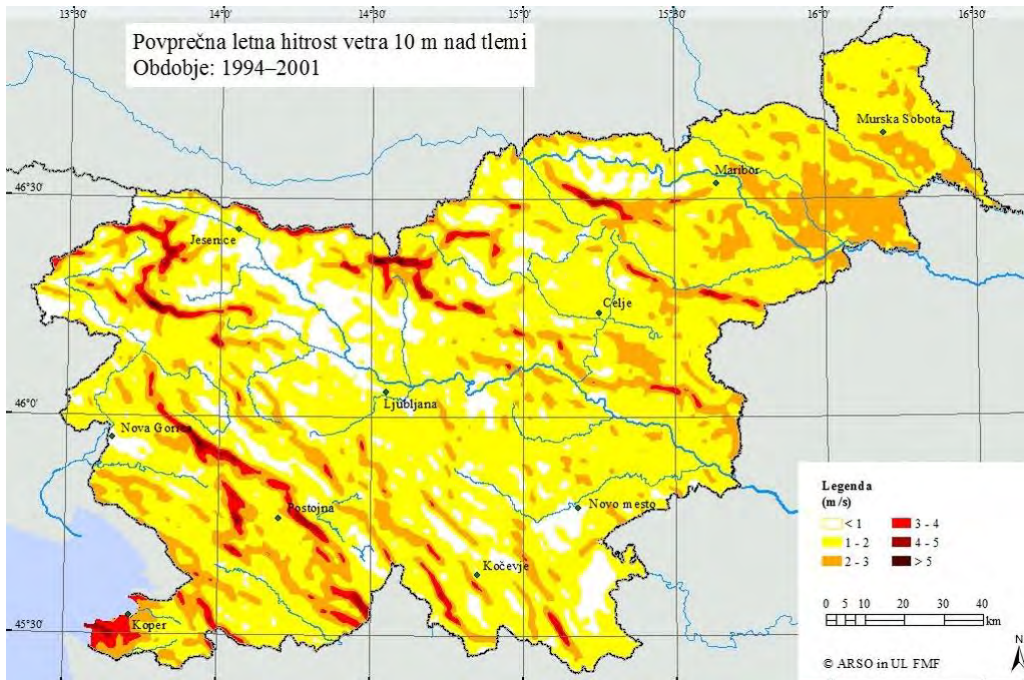 13°30'
14°0'
14°30'
15°0'
15°30'
16°0'
16°30'
Povprečna letna hitrost vetra 10 m nad tlemi
Obdobje: 1994–2001
Murska Sobota
46°30'
Maribor
Jesenice
Celje
46°0'
Ljubljana
Nova Gorica
Novo mesto
Postojna
Kočevje
45°30'
Koper
Legenda
(m/s)
< 1
3 - 4
1 - 2
4 - 5
2 - 3
> 5
0 5 10 20 30 40
km
N
© ARSO in UL FMF